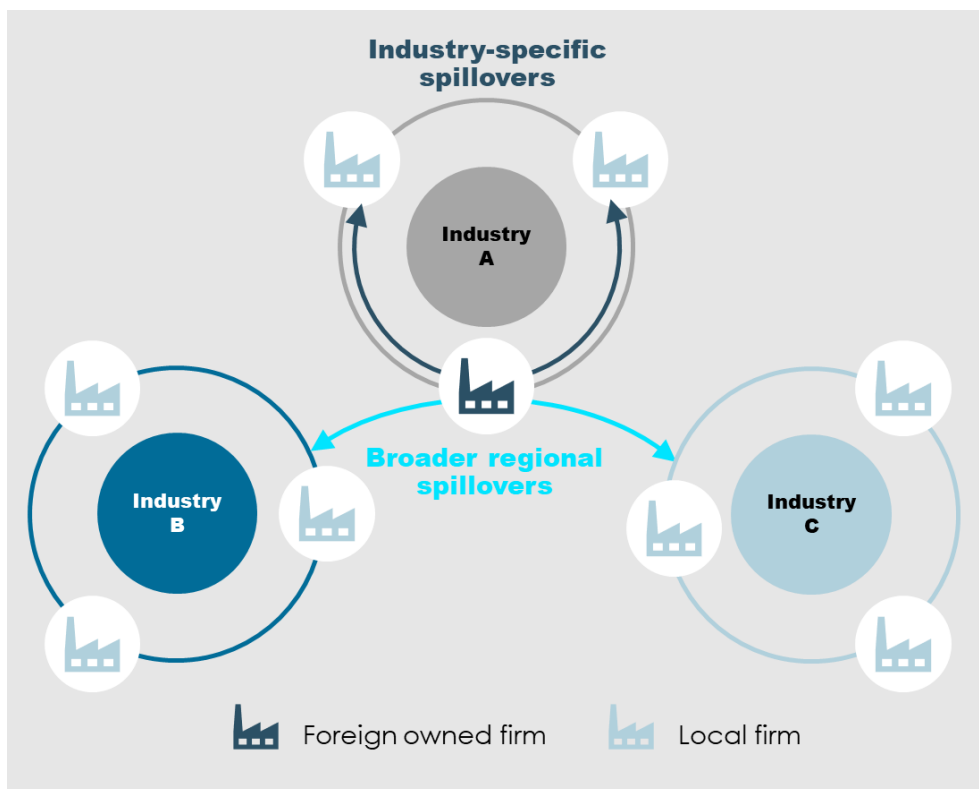 Industry-specific
spillovers
Industry
A
Broader regional
spillovers
Industry
B
Industry
C
Foreign owned firm
Local firm